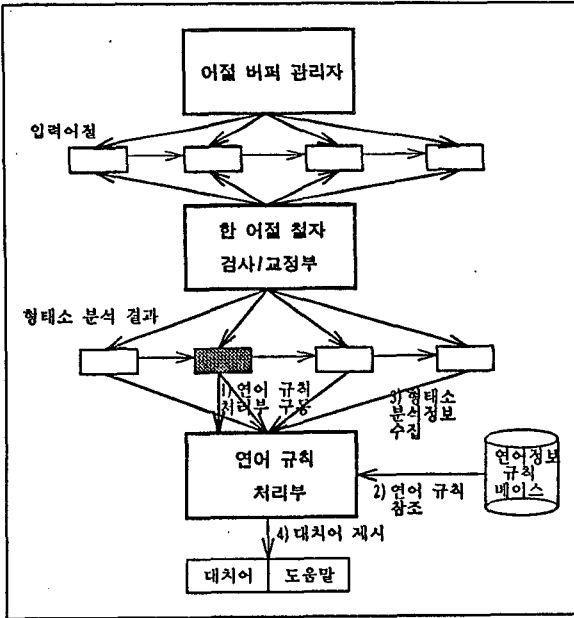 어절 버퍼 관리자
입력어절
한 어절 철자
검사/교정부
형태소 분석 결과
1) 연어 규칙
처리부 구동
3) 형태소
분석정보
수집
연어 규칙
처리부
연어정보
규칙
베이스
2) 연어 규칙
참조
4) 대치어 제시
대치어
도움말